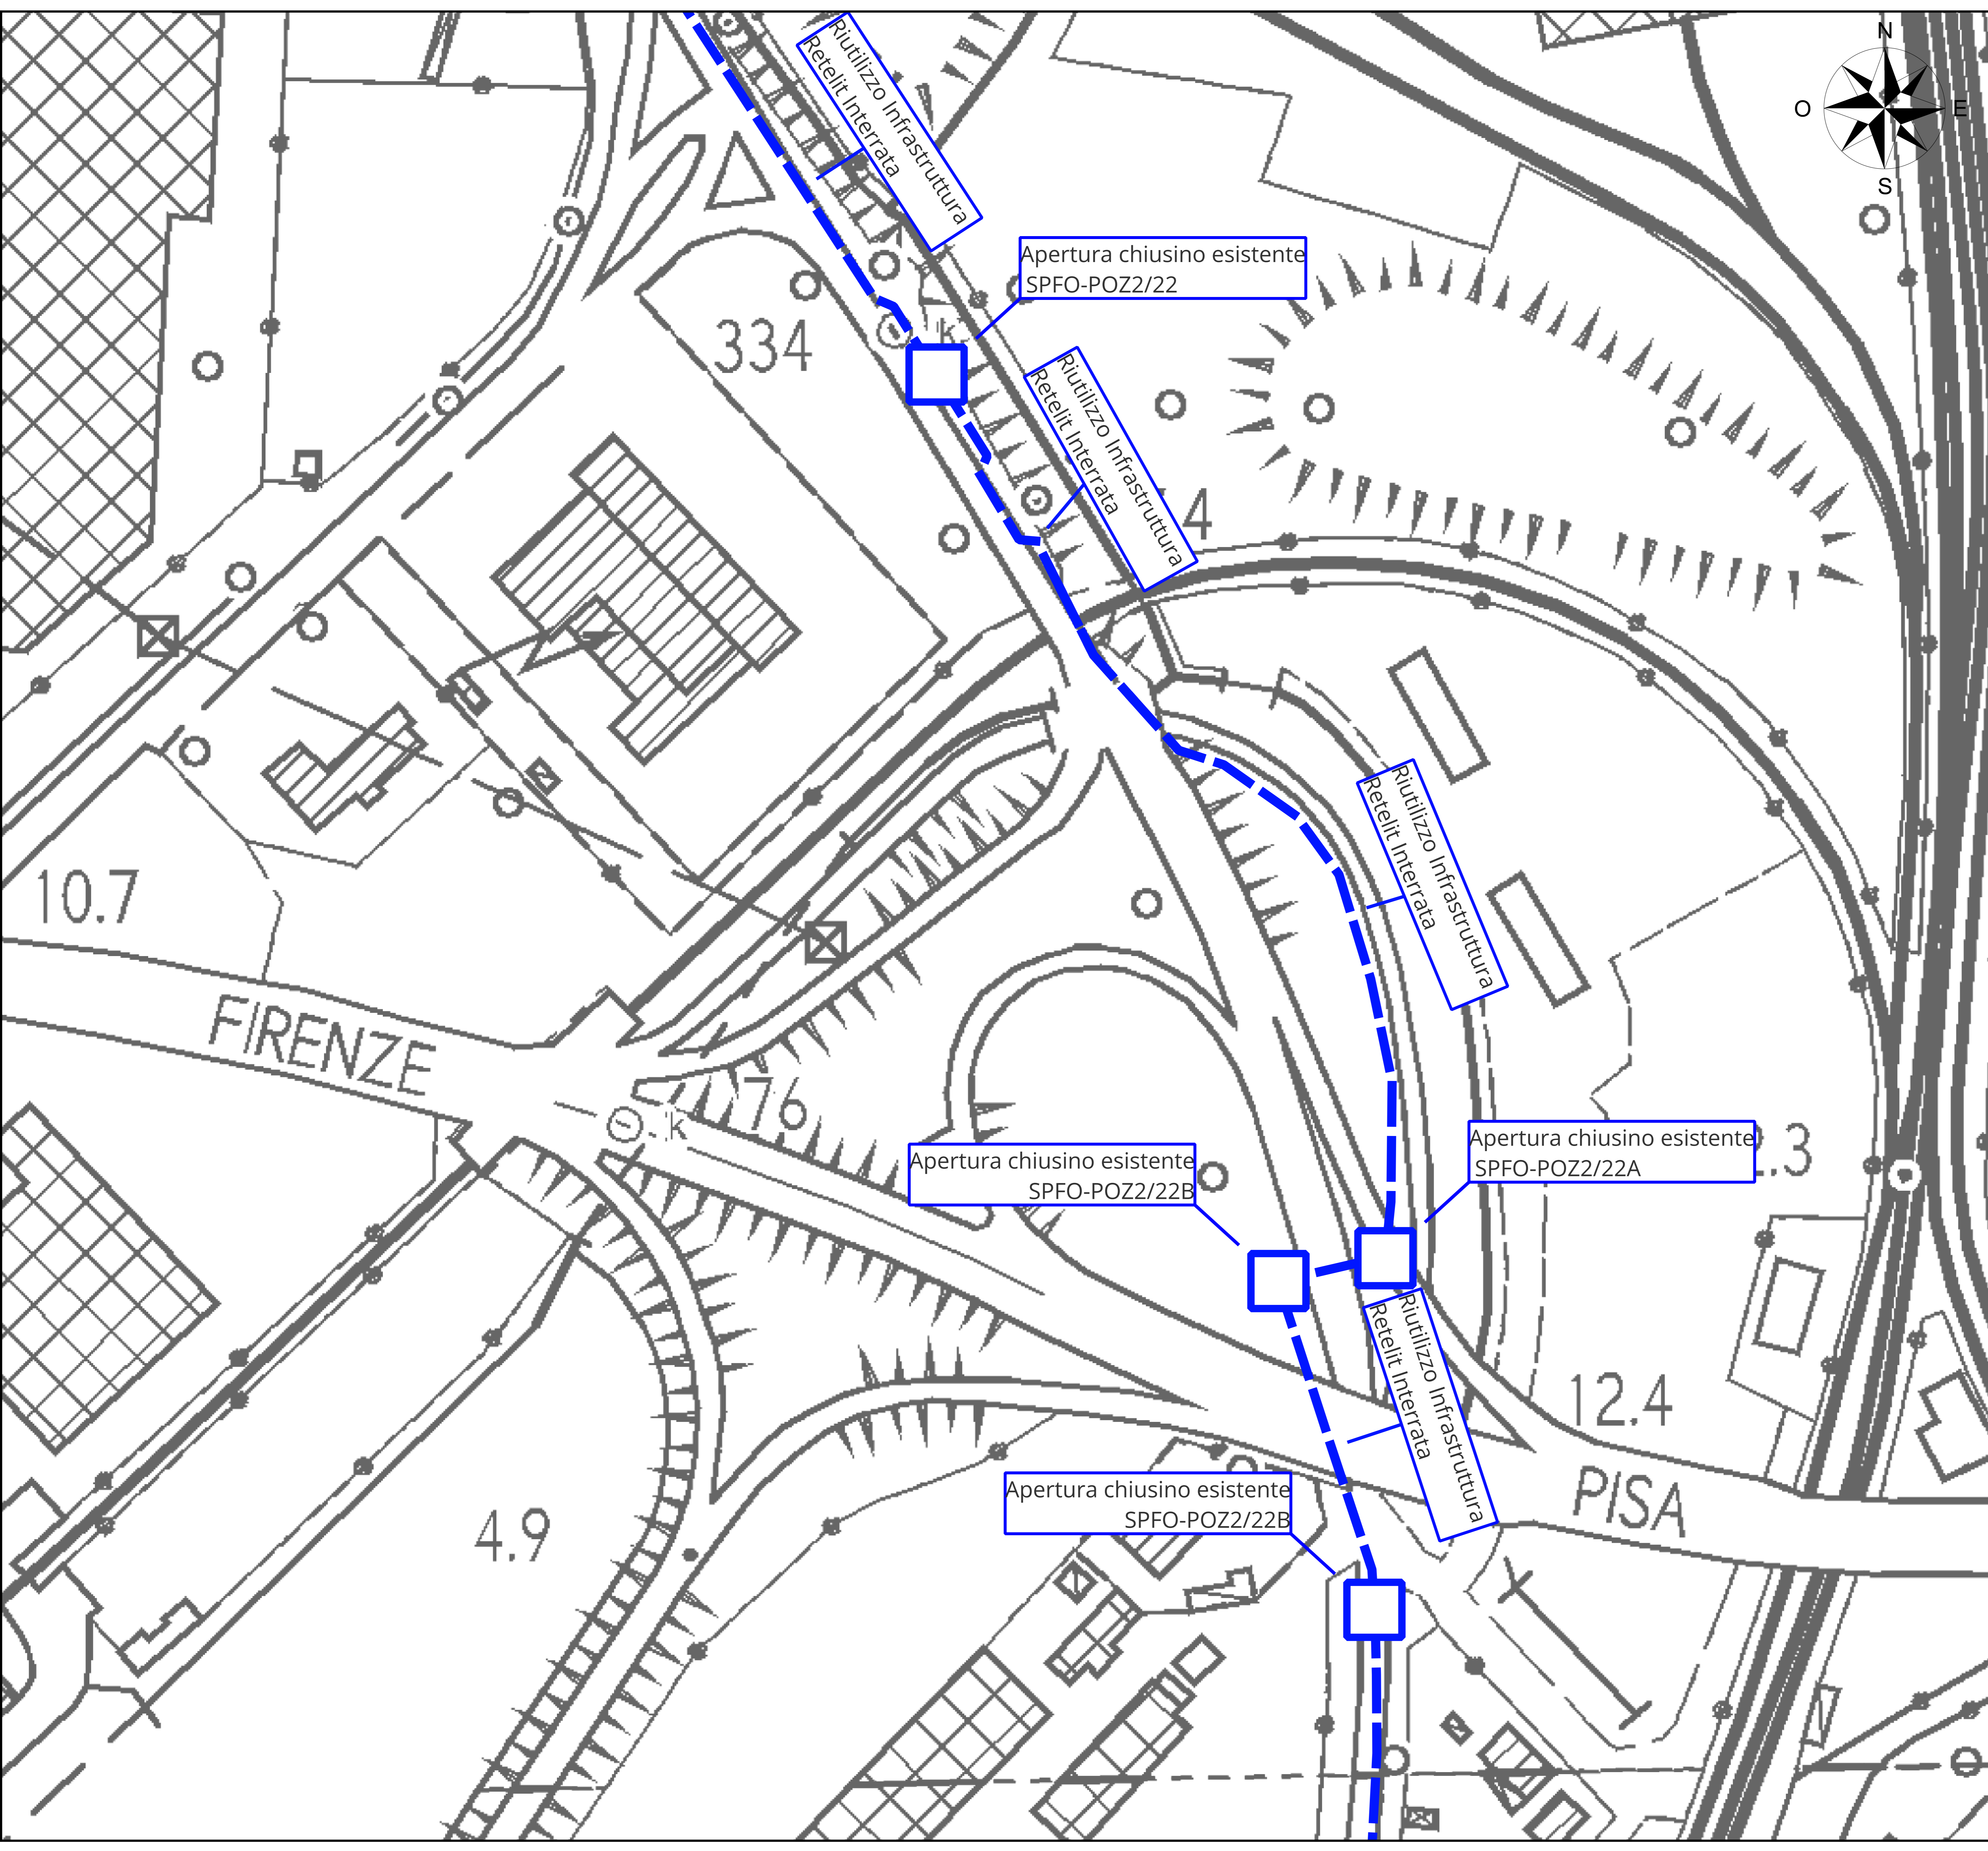 N
O
E
S
Riutilizzo Infrastruttura
Retelit Interrata
Apertura chiusino esistente
SPFO-POZ2/22
334
k
Riutilizzo Infrastruttura
Retelit Interrata
4
Riutilizzo Infrastruttura
Retelit Interrata
10.7
FIRENZE
76
k
Apertura chiusino esistente
SPFO-POZ2/22A
.3
Apertura chiusino esistente
SPFO-POZ2/22B
Riutilizzo Infrastruttura
Retelit Interrata
12.4
PISA
Apertura chiusino esistente
SPFO-POZ2/22B
4.9